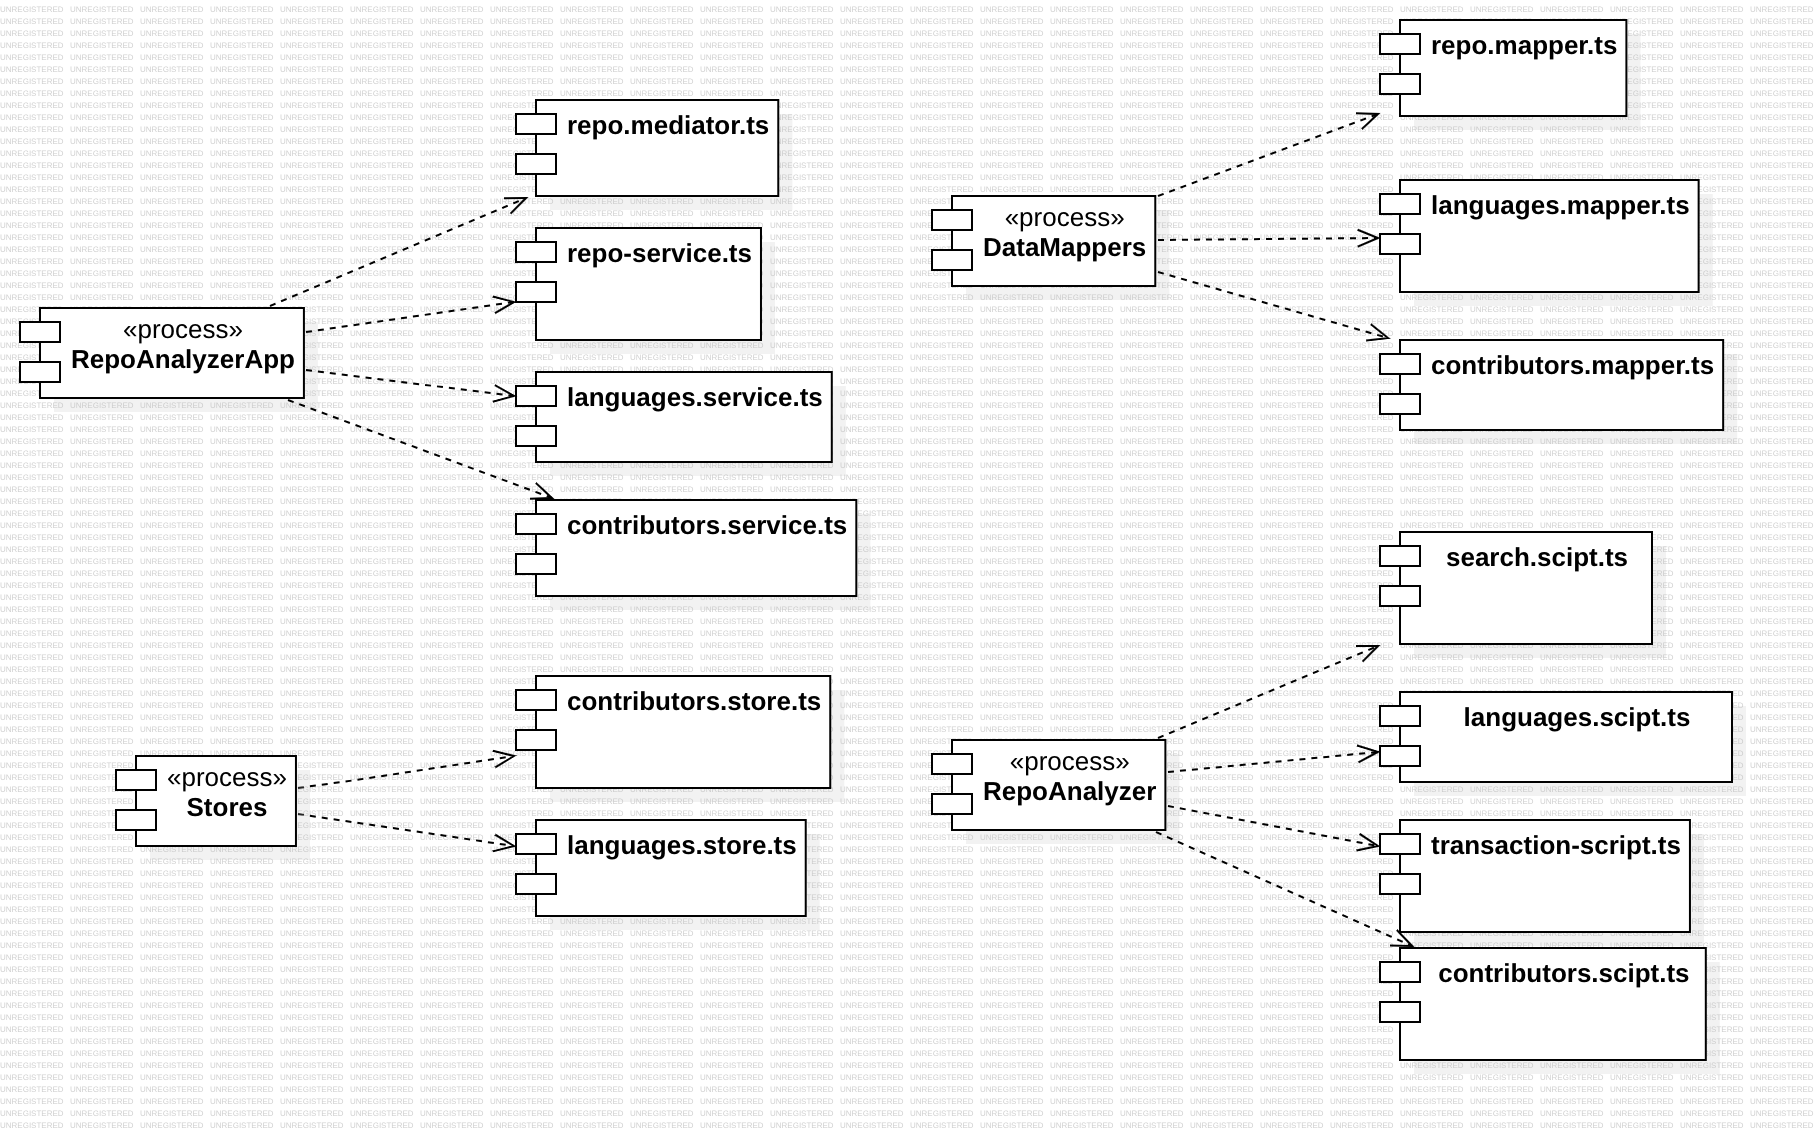 «process»
RepoAnalyzerApp
repo.mediator.ts
repo-service.ts
languages.service.ts
contributors.service.ts
«process»
DataMappers
repo.mapper.ts
languages.mapper.ts
contributors.mapper.ts
«process»
Stores
contributors.store.ts
languages.store.ts
«process»
RepoAnalyzer
search.scipt.ts
languages.scipt.ts
transaction-script.ts
contributors.scipt.ts
UNREGISTERED